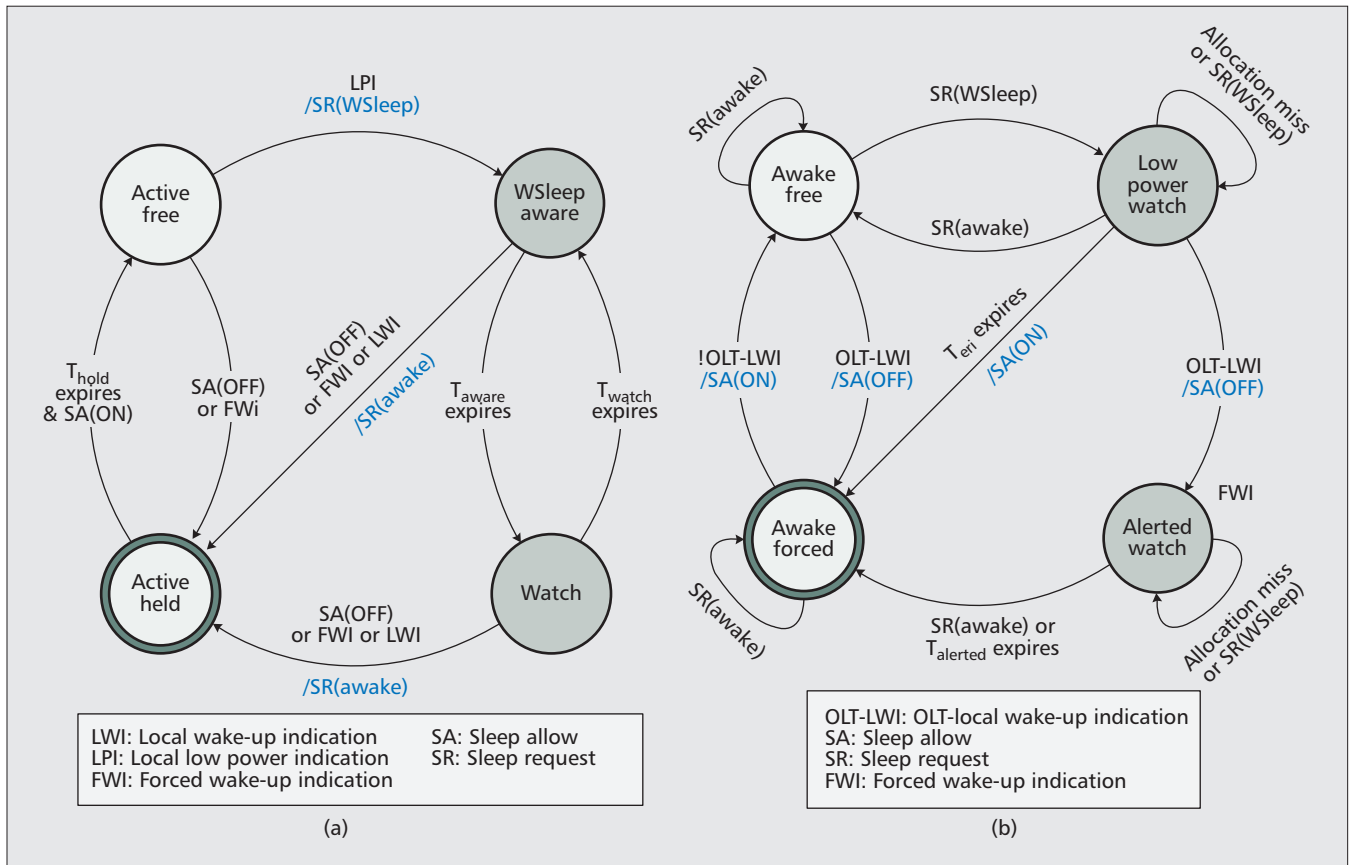 LPI
/SR(WSleep)
Active
free
WSleep
aware
T_hold
expires
& SA(ON)
SA(OFF)
or FWi
SA(OFF)
or FWI or LWI
/SR(awake)
T_aware
expires
T_watch
expires
Active
held
Watch
SA(OFF)
or FWI or LWI
/SR(awake)
LWI: Local wake-up indication
LPI: Local low power indication
FWI: Forced wake-up indication
SA: Sleep allow
SR: Sleep request
(a)
SR(awake)
SR(WSleep)
Allocation miss
or SR(WSleep)
Awake
free
Low
power
watch
SR(awake)
!OLT-LWI
/SA(ON)
OLT-LWI
/SA(OFF)
T_eri expires
/SA(ON)
OLT-LWI
/SA(OFF)
FWI
Awake
forced
Alerted
watch
SR(awake)
SR(awake) or
T_alerted expires
Allocation miss
or SR(WSleep)
OLT-LWI: OLT-local wake-up indication
SA: Sleep allow
SR: Sleep request
FWI: Forced wake-up indication
(b)